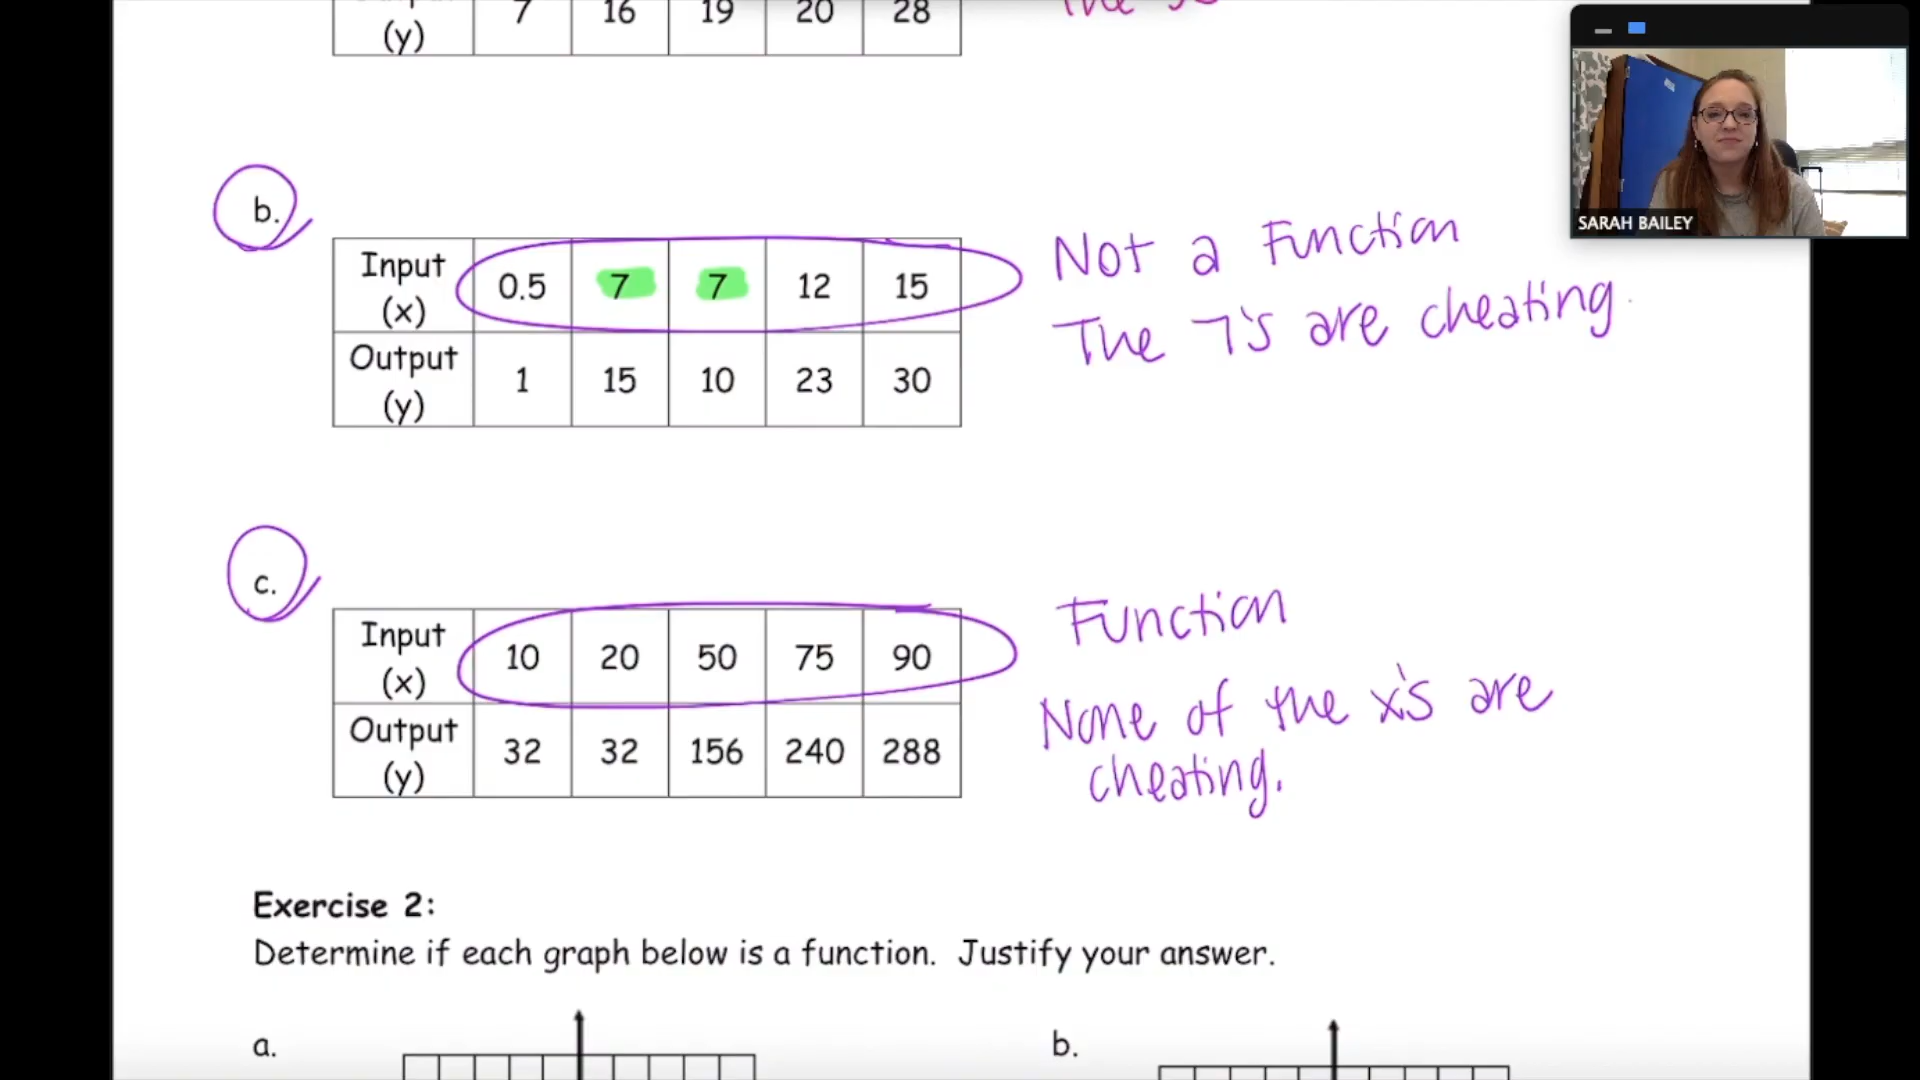 7 16 19 20 28
(y)
The
SARAH BAILEY
b.
Input (x) 0.5 7 7 12 15
Output (y) 1 15 10 23 30
Not a Function
The 7's are cheating.
c.
Input (x) 10 20 50 75 90
Output (y) 32 32 156 240 288
Function
None of the x's are
cheating.
Exercise 2:
Determine if each graph below is a function. Justify your answer.
a.
b.